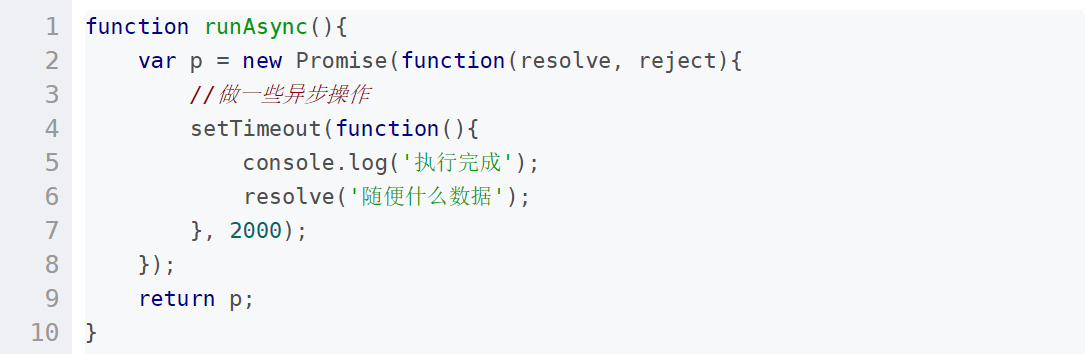 1 function runAsync(){
2     var p = new Promise(function(resolve, reject){
3         //做一些异步操作
4         setTimeout(function(){
5             console.log('执行完成');
6             resolve('随便什么数据');
7         }, 2000);
8     });
9     return p;
10 }